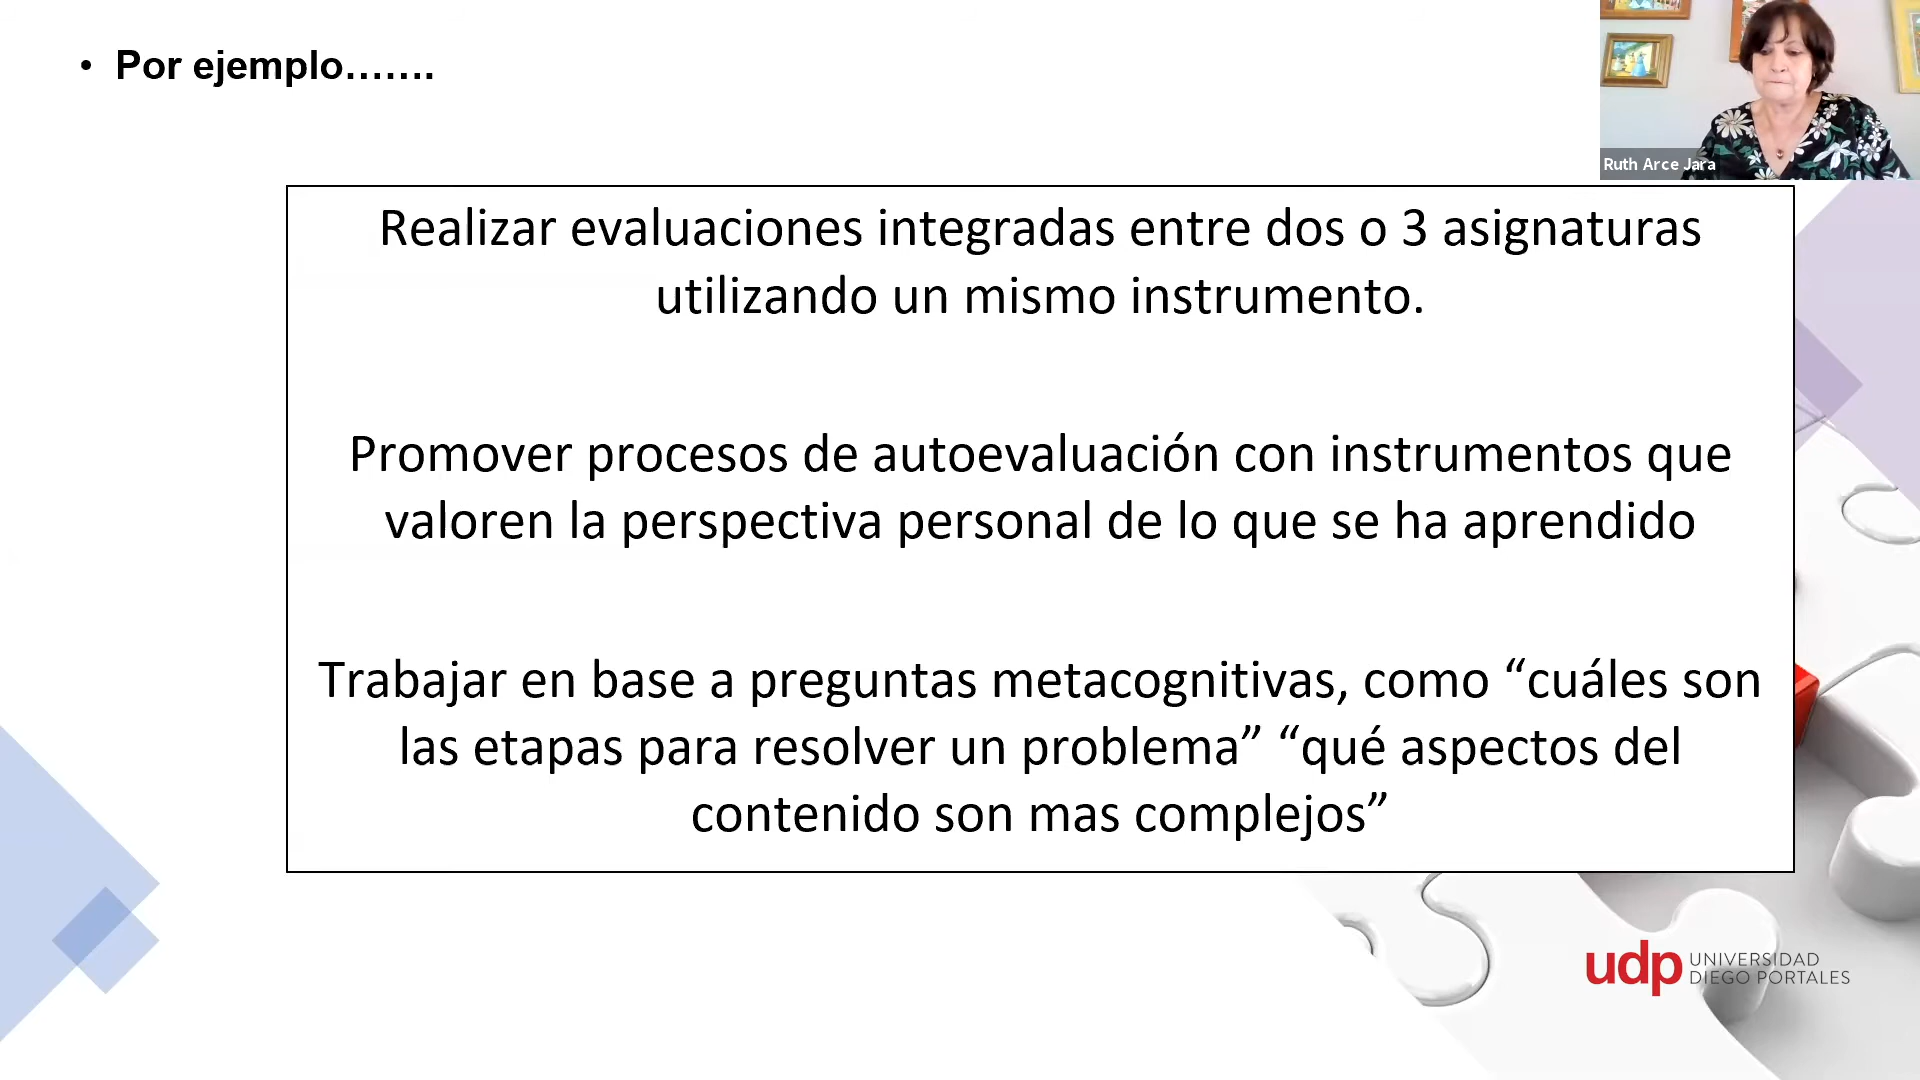 • Por ejemplo…….
Ruth Arce Jara
Realizar evaluaciones integradas entre dos o 3 asignaturas
utilizando un mismo instrumento.
Promover procesos de autoevaluación con instrumentos que
valoren la perspectiva personal de lo que se ha aprendido
Trabajar en base a preguntas metacognitivas, como “cuáles son
las etapas para resolver un problema” “qué aspectos del
contenido son mas complejos”
udp UNIVERSIDAD
DIEGO PORTALES